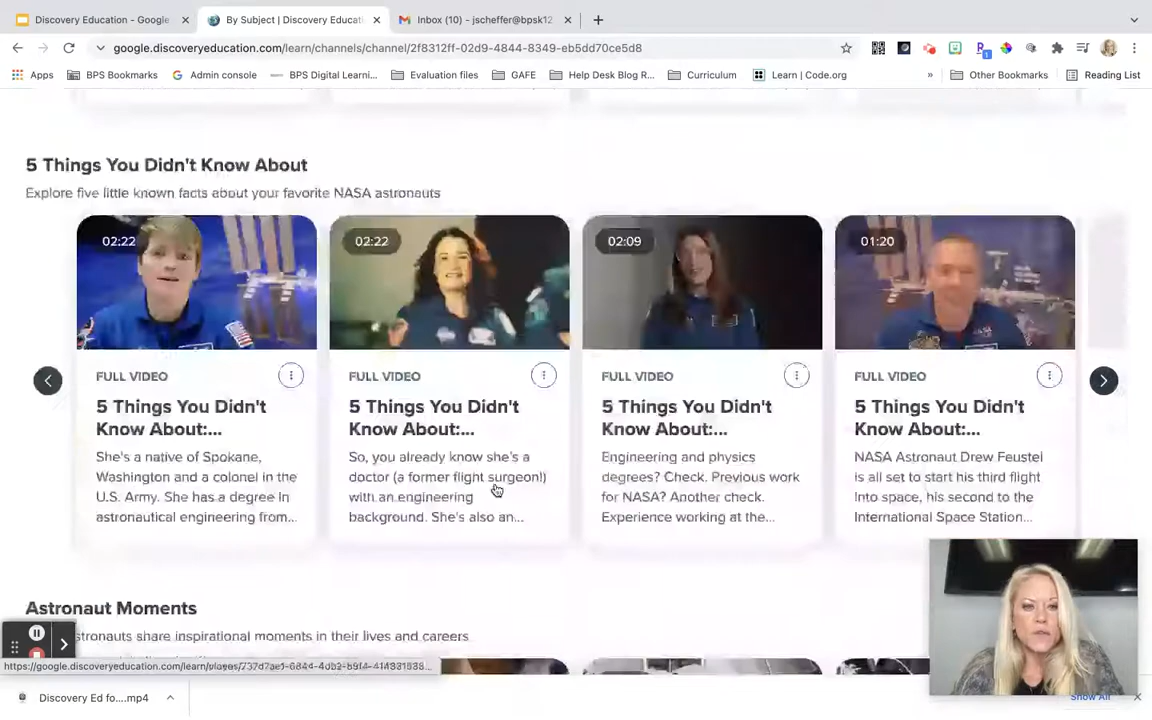 Discovery Education - Google
By Subject | Discovery Educati
Inbox (10) - jscheffer@bpsk12
google.discoveryeducation.com/learn/channels/channel/2f8312ff-02d9-4844-8349-eb5dd70ce5d8
Apps
BPS Bookmarks
Admin console
BPS Digital Learni...
Evaluation files
GAFE
Help Desk Blog R...
Curriculum
Learn | Code.org
»
Other Bookmarks
Reading List
5 Things You Didn't Know About
Explore five little known facts about your favorite NASA astronauts
02:22
02:22
02:09
01:20
FULL VIDEO
5 Things You Didn't
Know About:...
She's a native of Spokane,
Washington and a colonel in the
U.S. Army. She has a degree in
astronautical engineering from...
FULL VIDEO
5 Things You Didn't
Know About:...
So, you already know she's a
doctor (a former flight surgeon!)
with an engineering
background. She's also an...
FULL VIDEO
5 Things You Didn't
Know About:...
Engineering and physics
degrees? Check. Previous work
for NASA? Another check.
Experience working at the...
FULL VIDEO
5 Things You Didn't
Know About:...
NASA Astronaut Drew Feustel
is all set to start his third flight
into space, his second to the
International Space Station...
Astronaut Moments
stronauts share inspirational moments in their lives and careers
Discovery Ed fo....mp4
Show All